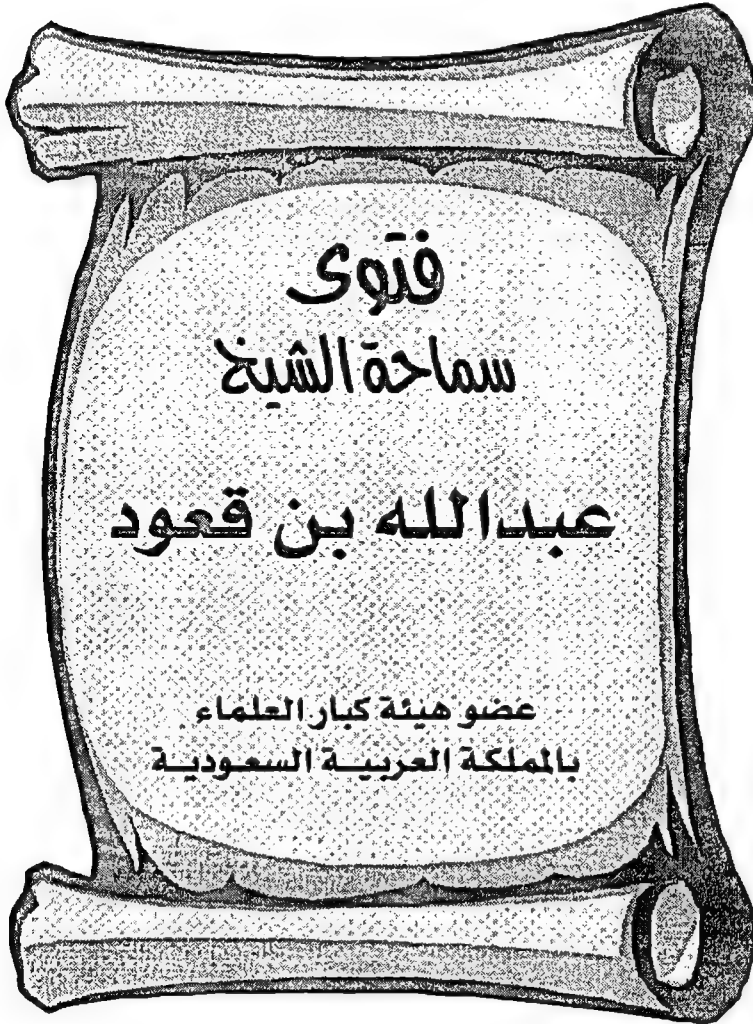 فتوى
سماحة الشيخ
عبدالله بن قعود
عضو هيئة كبار العلماء
بالمملكة العربية السعودية